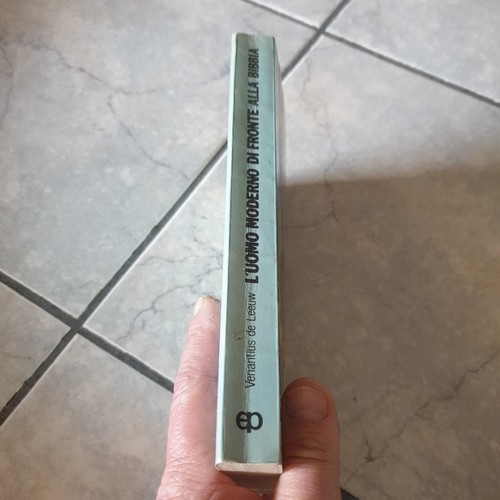 Venantius de Leeuw L'UOMO MODERNO DI FRONTE ALLA BIBBIA
ep